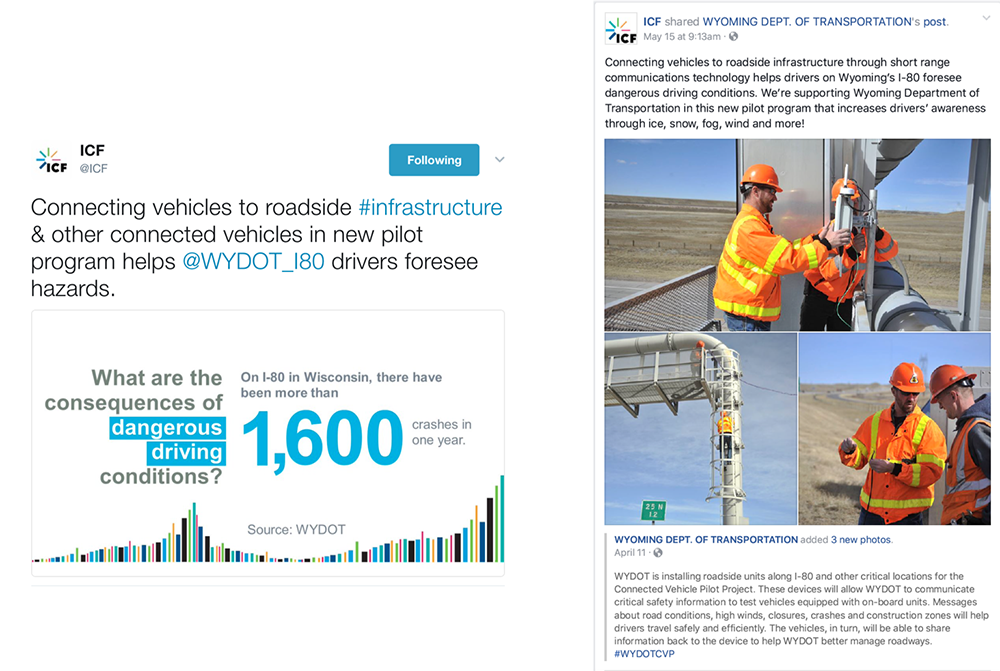 ICF
ICF
@ICF
Following
Connecting vehicles to roadside #infrastructure
& other connected vehicles in new pilot
program helps @WYDOT_I80 drivers foresee
hazards.
What are the
consequences of
dangerous
driving
conditions?
On I-80 in Wisconsin, there have
been more than
1,600
crashes in
one year.
Source: WYDOT
ICF
ICF shared WYOMING DEPT. OF TRANSPORTATION's post.
May 15 at 9:13am ·
Connecting vehicles to roadside infrastructure through short range
communications technology helps drivers on Wyoming's I-80 foresee
dangerous driving conditions. We're supporting Wyoming Department of
Transportation in this new pilot program that increases drivers' awareness
through ice, snow, fog, wind and more!
25 N
12
WYOMING DEPT. OF TRANSPORTATION added 3 new photos.
April 11 ·
WYDOT is installing roadside units along I-80 and other critical locations for the
Connected Vehicle Pilot Project. These devices will allow WYDOT to communicate
critical safety information to test vehicles equipped with on-board units. Messages
about road conditions, high winds, closures, crashes and construction zones will help
drivers travel safely and efficiently. The vehicles, in turn, will be able to share
information back to the device to help WYDOT better manage roadways.
#WYDOTCVP